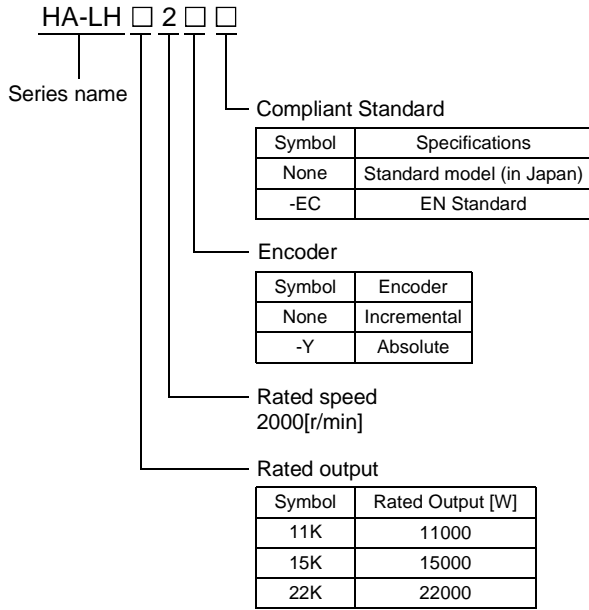 HA-LH □ 2 □ □
Series name
Compliant Standard
Symbol Specifications
None Standard model (in Japan)
-EC EN Standard
Encoder
Symbol Encoder
None Incremental
-Y Absolute
Rated speed
2000[r/min]
Rated output
Symbol Rated Output [W]
11K 11000
15K 15000
22K 22000